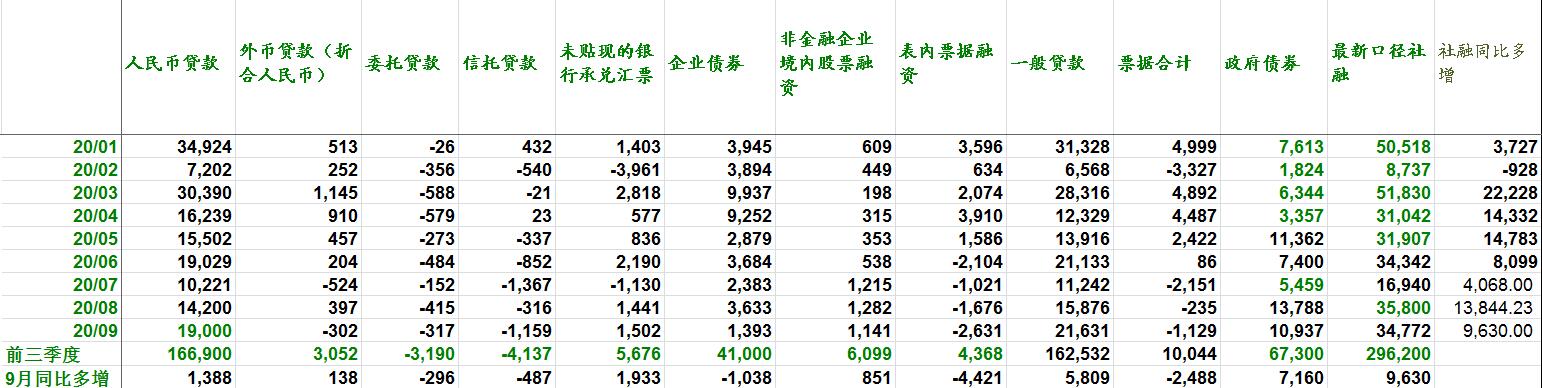 人民币贷款 外币贷款（折合人民币） 委托贷款 信托贷款 未贴现的银行承兑汇票 企业债券 非金融企业境内股票融资 表内票据融资 一般贷款 票据合计 政府债券 最新口径社融 社融同比多增
20/01 34,924 513 -26 432 1,403 3,945 609 3,596 31,328 4,999 7,613 50,518 3,727
20/02 7,202 252 -356 -540 -3,961 3,894 449 634 6,568 -3,327 1,824 8,737 -928
20/03 30,390 1,145 -588 -21 2,818 9,937 198 2,074 28,316 4,892 6,344 51,830 22,228
20/04 16,239 910 -579 23 577 9,252 315 3,910 12,329 4,487 3,357 31,042 14,332
20/05 15,502 457 -273 -337 836 2,879 353 1,586 13,916 2,422 11,362 31,907 14,783
20/06 19,029 204 -484 -852 2,190 3,684 538 -2,104 21,133 86 7,400 34,342 8,099
20/07 10,221 -524 -152 -1,367 -1,130 2,383 1,215 -1,021 11,242 -2,151 5,459 16,940 4,068.00
20/08 14,200 397 -415 -316 1,441 3,633 1,282 -1,676 15,876 -235 13,788 35,800 13,844.23
20/09 19,000 -302 -317 -1,159 1,502 1,393 1,141 -2,631 21,631 -1,129 10,937 34,772 9,630.00
前三季度 166,900 3,052 -3,190 -4,137 5,676 41,000 6,099 4,368 162,532 10,044 67,300 296,200
9月同比多增 1,388 138 -296 -487 1,933 -1,038 851 -4,421 5,809 -2,488 7,160 9,630